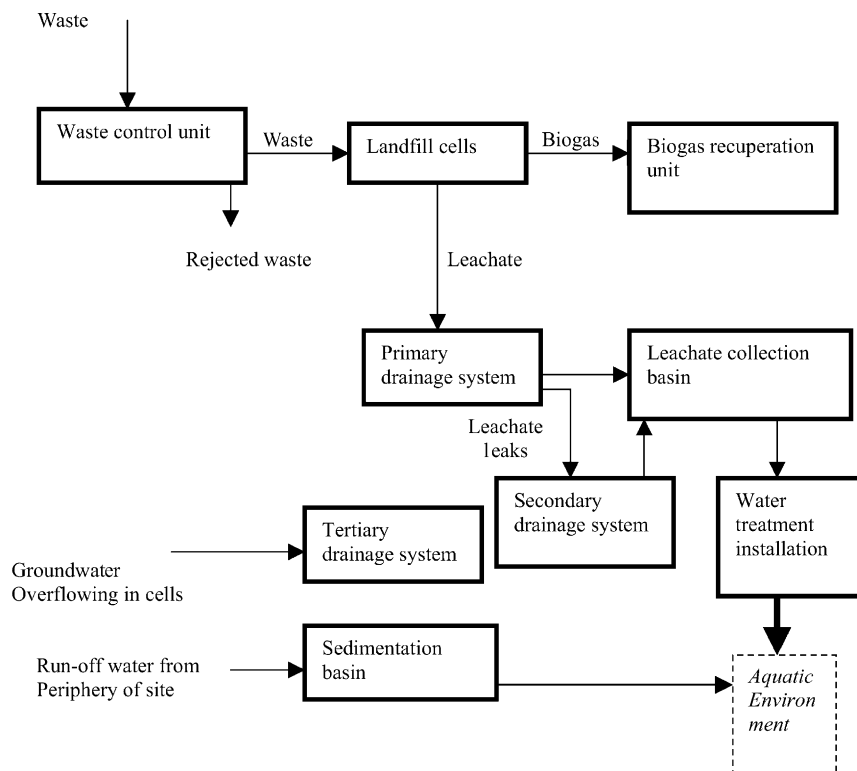 Waste
Waste control unit
Waste
Landfill cells
Biogas
Biogas recuperation
unit
Rejected waste
Leachate
Primary
drainage system
Leachate collection
basin
Leachate
leaks
Secondary
drainage system
Water
treatment
installation
Tertiary
drainage system
Groundwater
Overflowing in cells
Sedimentation
basin
Run-off water from
Periphery of site
Aquatic
Environ
ment